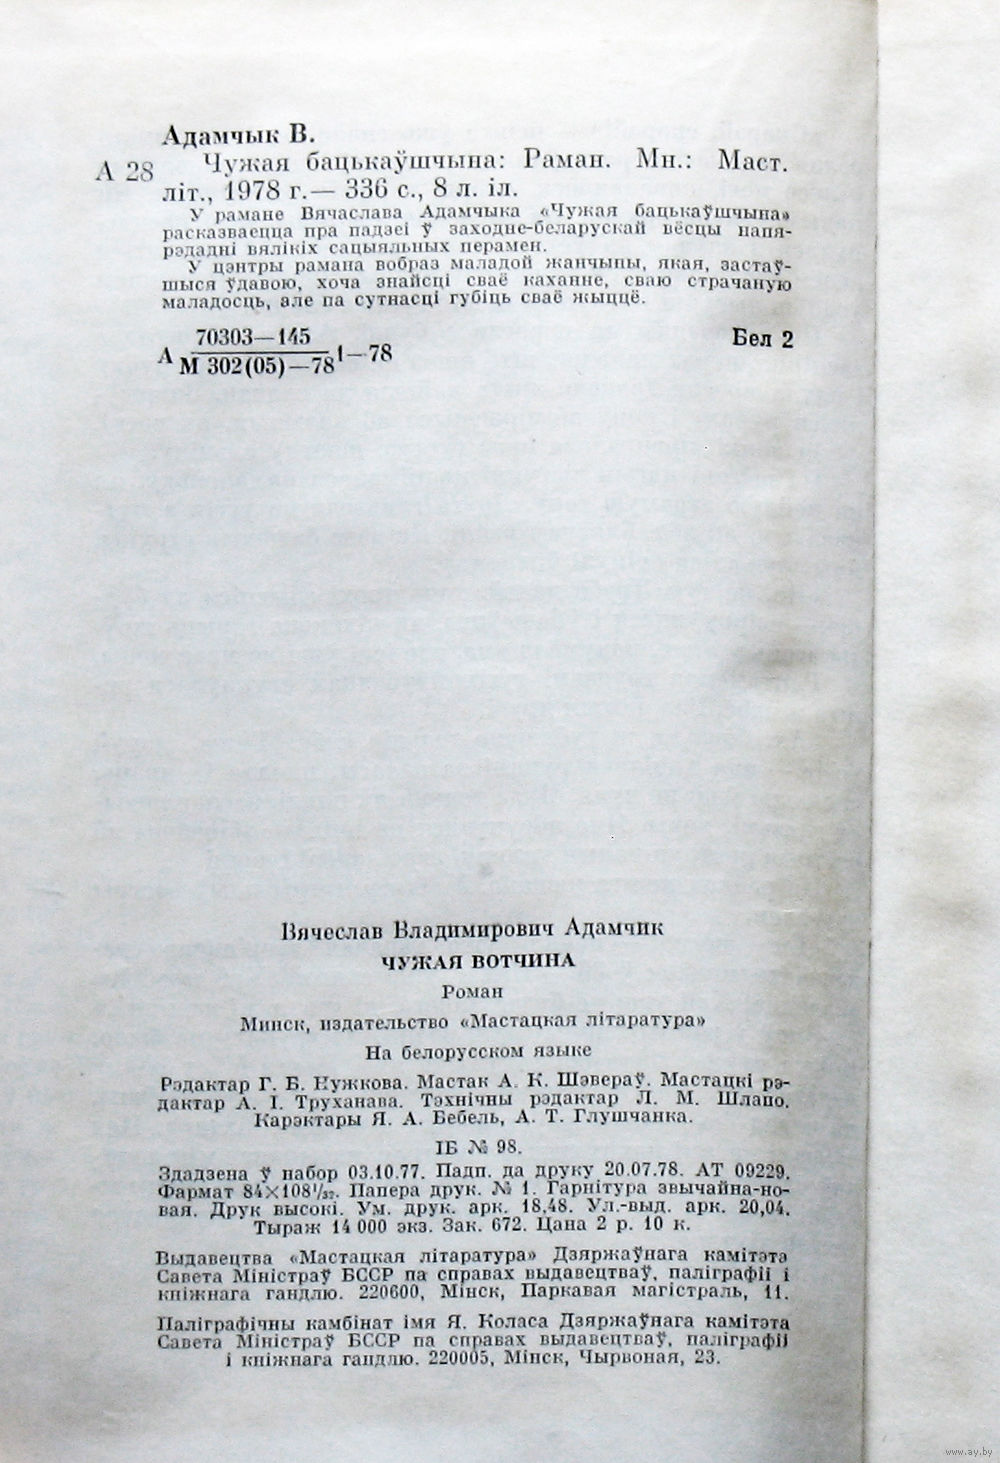 Адамчык В.
А 28 Чужая бацькаўшчына: Раман. Мн.: Маст.
літ., 1978 г.— 336 с., 8 л. іл.
У рамане Вячаслава Адамчыка «Чужая бацькаўшчына»
расказваецца пра падзеі ў заходне-беларускай вёсцы напя-
рэдадні вялікіх сацыяльных перамен.
У цэнтры рамана вобраз маладой жанчыны, якая, застаў-
шыся ўдавою, хоча знайсці сваё каханне, сваю страчаную
маладосць, але па сутнасці губіць сваё жыццё.
70303—145
А М 302(05)—78 1—78
Бел 2
Вячеслав Владимирович Адамчик
ЧУЖАЯ ВОТЧИНА
Роман
Минск, издательство «Мастацкая літаратура»
На белорусском языке
Рэдактар Г. Б. Кужкова. Мастак А. К. Шэвераў. Мастацкі рэ-
дактар А. І. Труханава. Тэхнічны рэдактар Л. М. Шлапо.
Карэктары Я. А. Бебель, А. Т. Глушчанка.
ІБ № 98.
Здадзена ў набор 03.10.77. Падп. да друку 20.07.78. АТ 09229.
Фармат 84×108¹/₃₂. Папера друк. № 1. Гарнітура звычайна-но-
вая. Друк высокі. Ум. друк. арк. 18,48. Ул.-выд. арк. 20,04.
Тыраж 14 000 экз. Зак. 672. Цана 2 р. 10 к.
Выдавецтва «Мастацкая літаратура» Дзяржаўнага камітэта
Савета Міністраў БССР па справах выдавецтваў, паліграфіі і
кніжнага гандлю. 220600, Мінск, Паркавая магістраль, 11.
Паліграфічны камбінат імя Я. Коласа Дзяржаўнага камітэта
Савета Міністраў БССР па справах выдавецтваў, паліграфіі
і кніжнага гандлю. 220005, Мінск, Чырвоная, 23.
www.ay.by